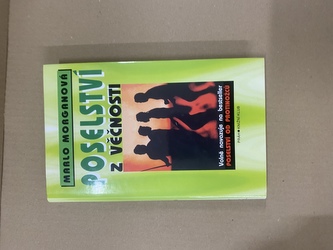 MARLO MORGANOVÁ
POSELSTVÍ
Z VĚČNOSTI
Volně navazuje na bestseller
POSELSTVÍ OD PROTINOŽCŮ